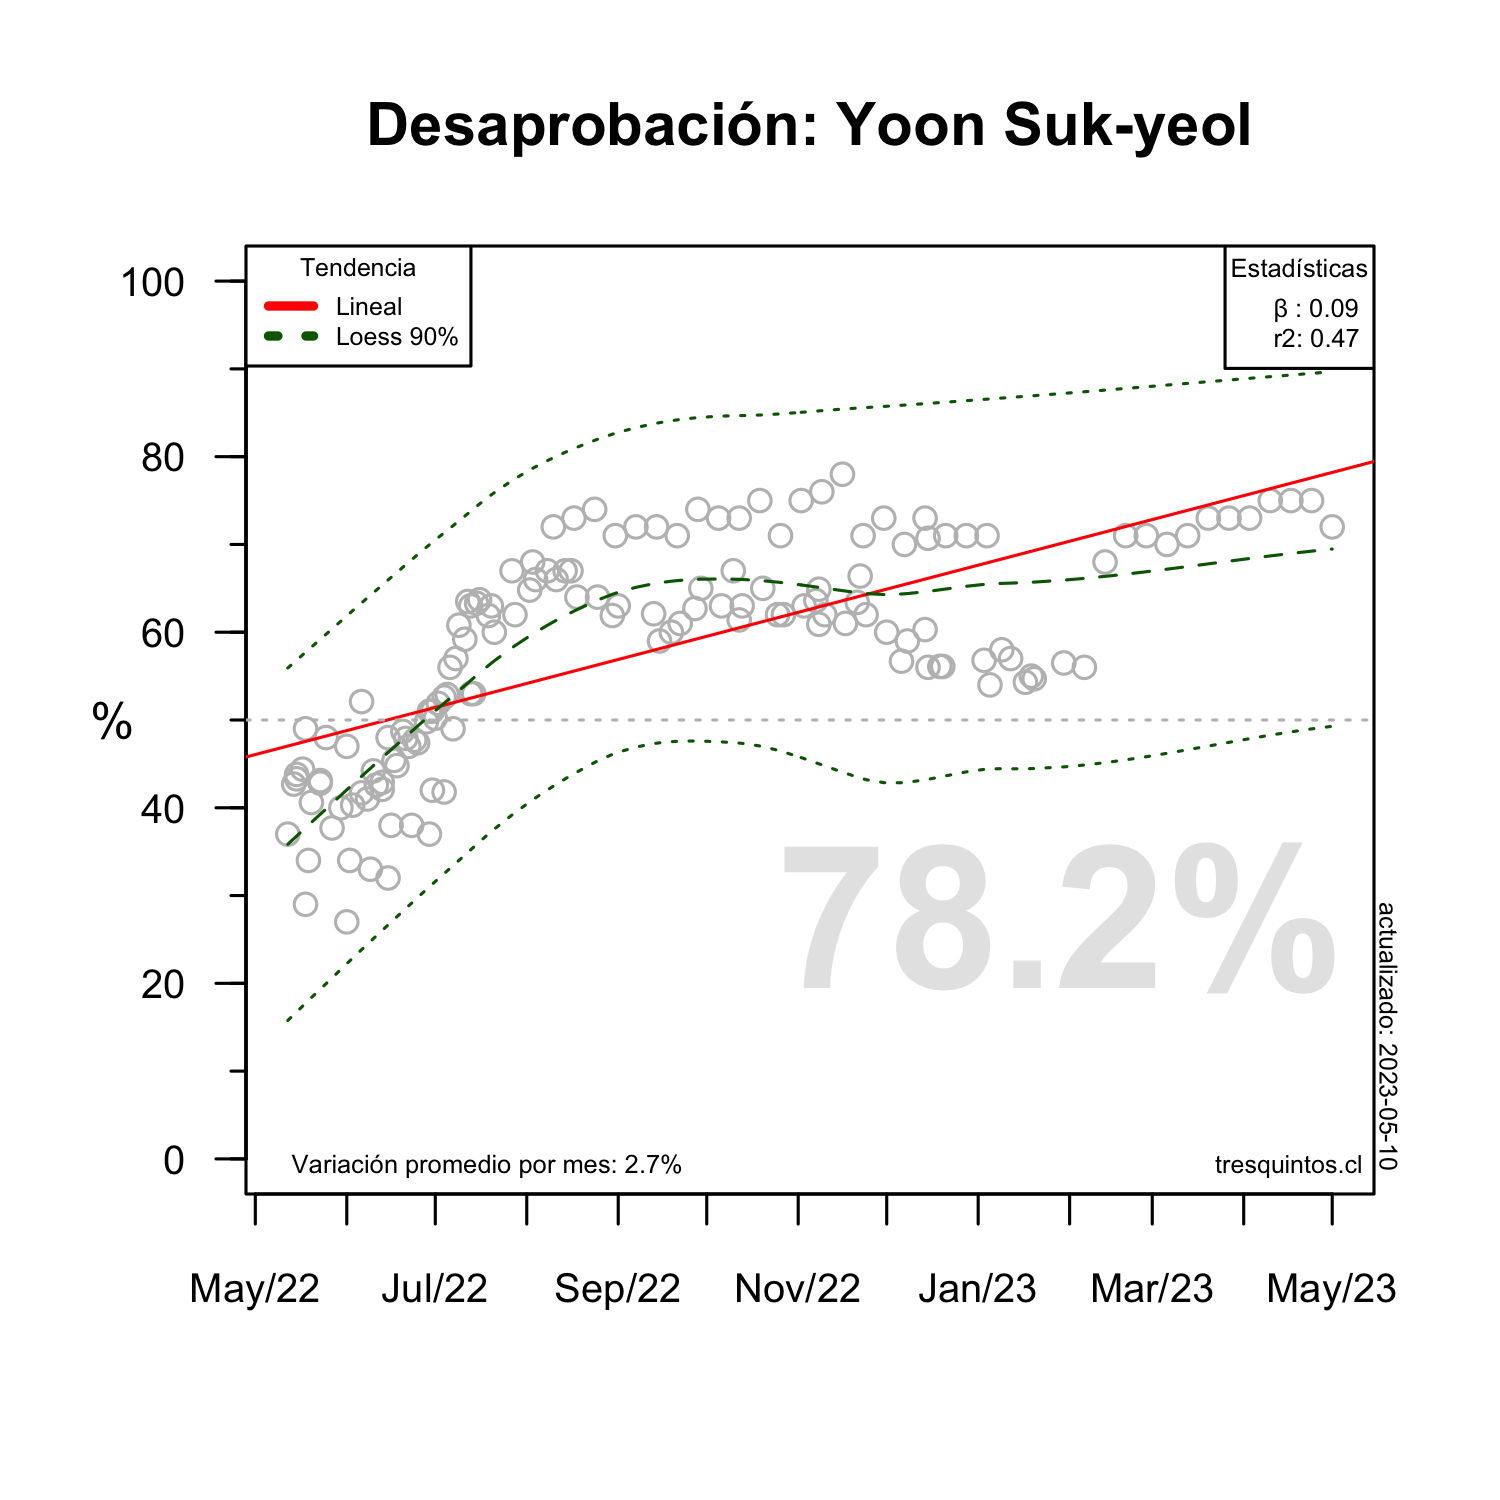 Desaprobación: Yoon Suk-yeol
Tendencia
Lineal
Loess 90%
Estadísticas
β : 0.09
r2: 0.47
100
80
60
%
40
20
0
78.2%
actualizado: 2023-05-10
Variación promedio por mes: 2.7%
tresquintos.cl
May/22
Jul/22
Sep/22
Nov/22
Jan/23
Mar/23
May/23